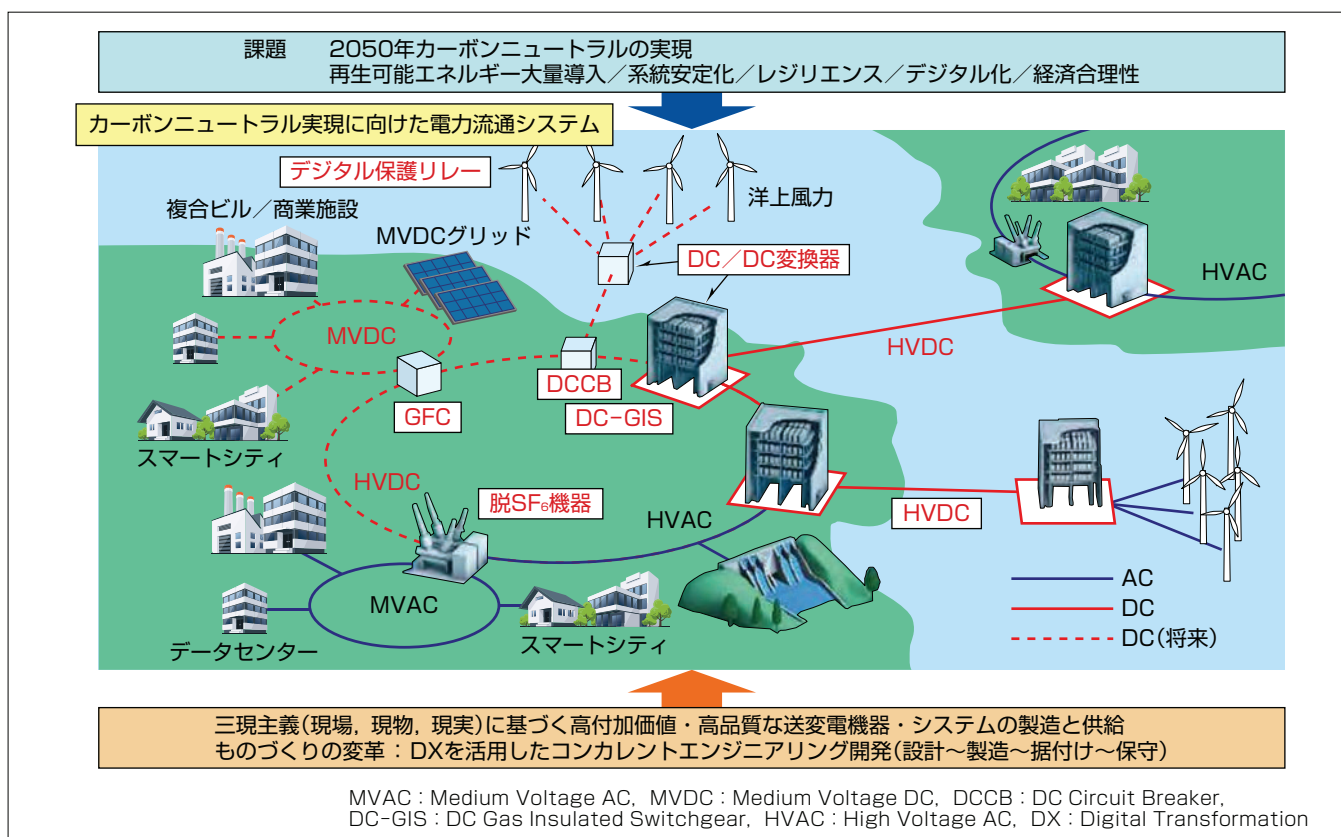 課題 2050年カーボンニュートラルの実現
再生可能エネルギー大量導入／系統安定化／レジリエンス／デジタル化／経済合理性
カーボンニュートラル実現に向けた電力流通システム
デジタル保護リレー
洋上風力
複合ビル／商業施設
MVDCグリッド
DC／DC変換器
HVAC
MVDC
HVDC
DCCB
GFC
DC-GIS
スマートシティ
HVDC
脱SF₆機器
HVAC
HVDC
MVAC
データセンター
スマートシティ
AC
DC
DC(将来)
三現主義(現場，現物，現実)に基づく高付加価値・高品質な送変電機器・システムの製造と供給
ものづくりの変革：DXを活用したコンカレントエンジニアリング開発(設計～製造～据付け～保守)
MVAC：Medium Voltage AC, MVDC：Medium Voltage DC, DCCB：DC Circuit Breaker,
DC-GIS：DC Gas Insulated Switchgear, HVAC：High Voltage AC, DX：Digital Transformation